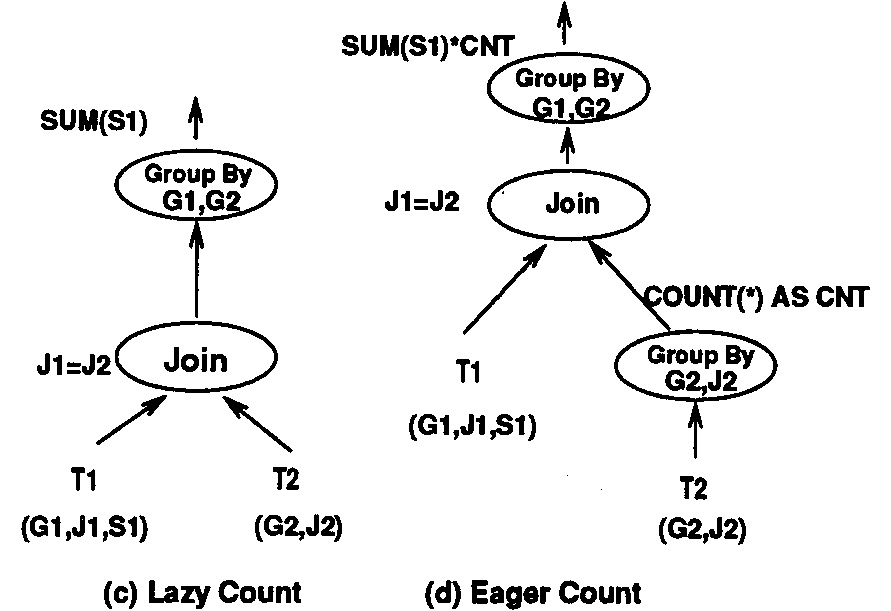 SUM(S1)
Group By
G1,G2
J1=J2
Join
T1
T2
(G1,J1,S1)
(G2,J2)
(c) Lazy Count
SUM(S1)*CNT
Group By
G1,G2
J1=J2
Join
COUNT(*) AS CNT
Group By
G2,J2
T1
(G1,J1,S1)
T2
(G2,J2)
(d) Eager Count